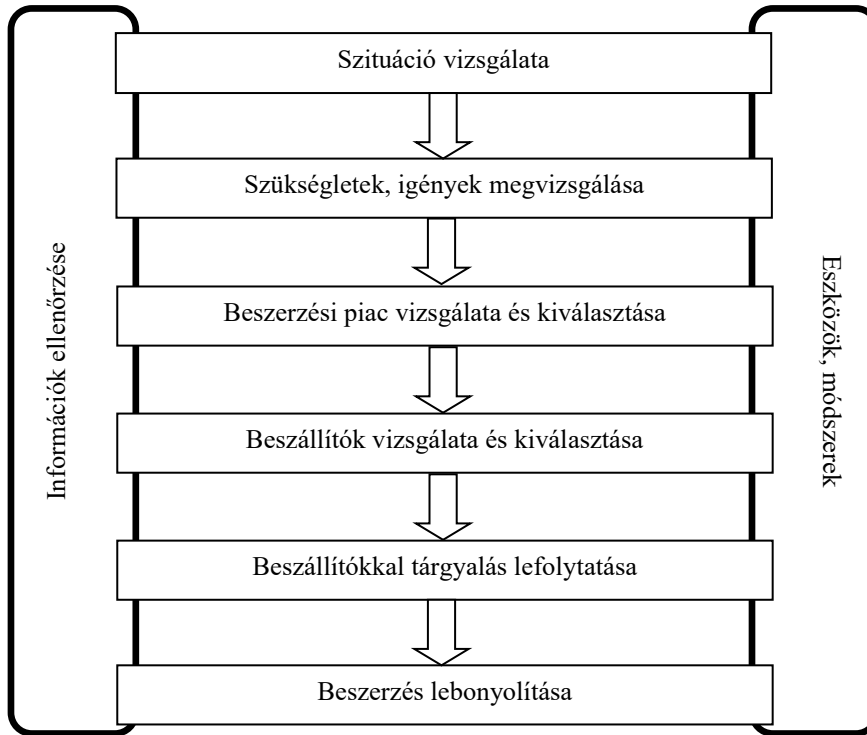 Szituáció vizsgálata
Szükségletek, igények megvizsgálása
Beszerzési piac vizsgálata és kiválasztása
Beszállítók vizsgálata és kiválasztása
Beszállítókkal tárgyalás lefolytatása
Beszerzés lebonyolítása
Információk ellenőrzése
Eszközök, módszerek